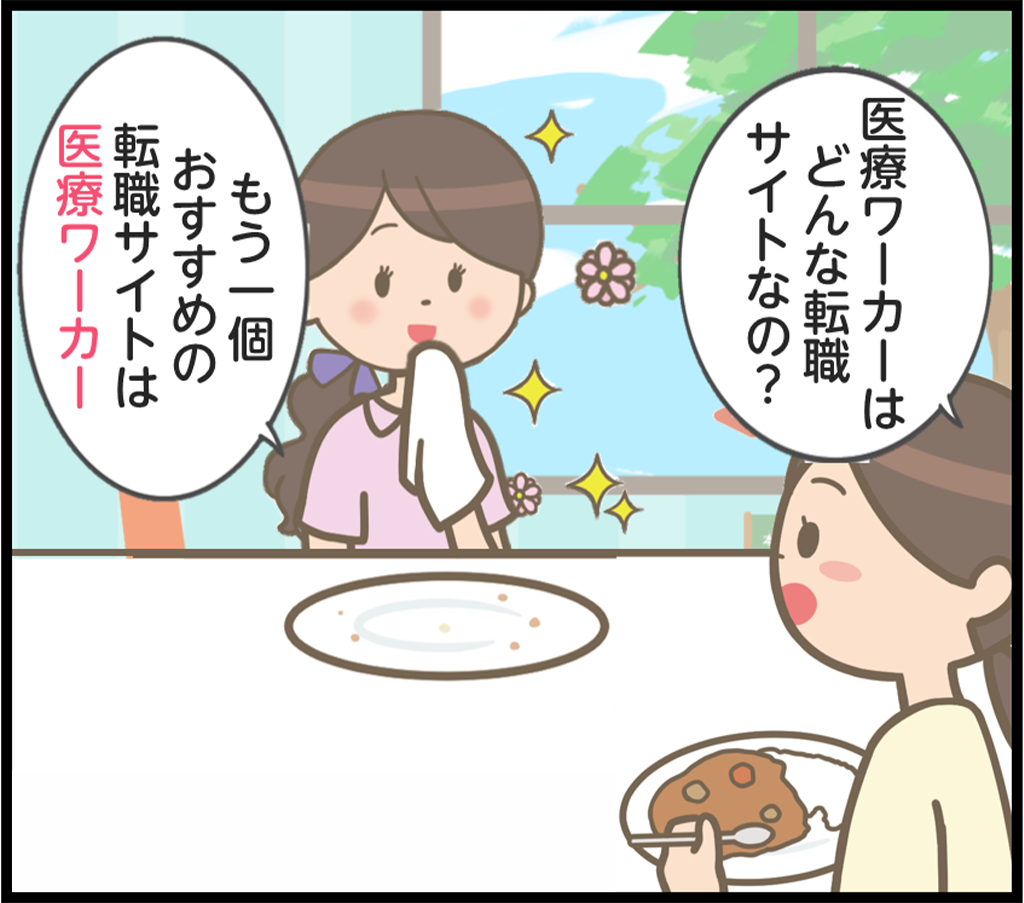 もう一個
おすすめの
転職サイトは
医療ワーカー
医療ワーカーは
どんな転職
サイトなの？